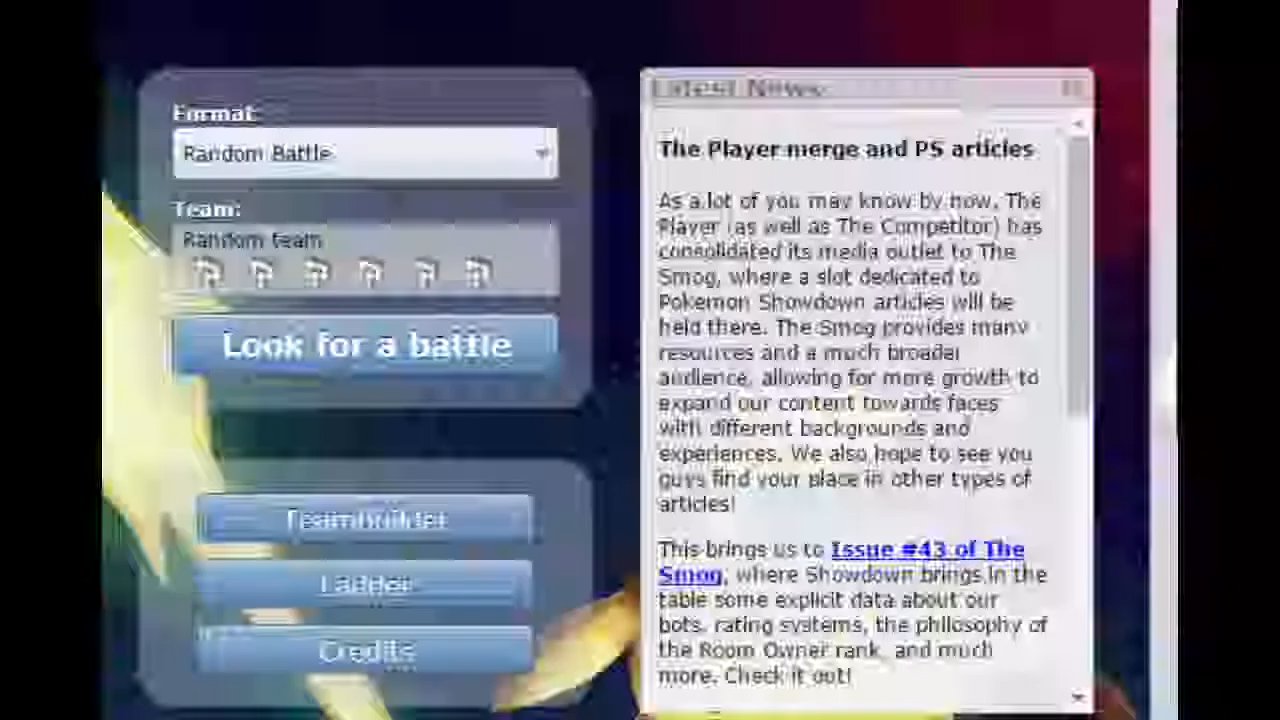 Format:
Random Battle
Team:
Random team
Look for a battle
Teambuilder
Ladder
Credits
Latest News
The Player merge and PS articles
As a lot of you may know by now, The
Player (as well as The Competitor) has
consolidated its media outlet to The
Smog, where a slot dedicated to
Pokemon Showdown articles will be
held there. The Smog provides many
resources and a much broader
audience, allowing for more growth to
expand our content towards faces
with different backgrounds and
experiences. We also hope to see you
guys find your place in other types of
articles!
This brings us to Issue #43 of The
Smog, where Showdown brings in the
table some explicit data about our
bots, rating systems, the philosophy of
the Room Owner rank, and much
more. Check it out!